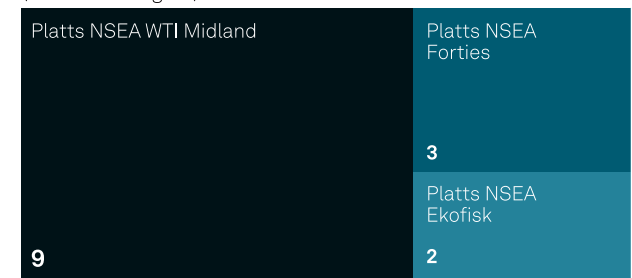 Platts NSEA WTI Midland
9
Platts NSEA
Forties
3
Platts NSEA
Ekofisk
2